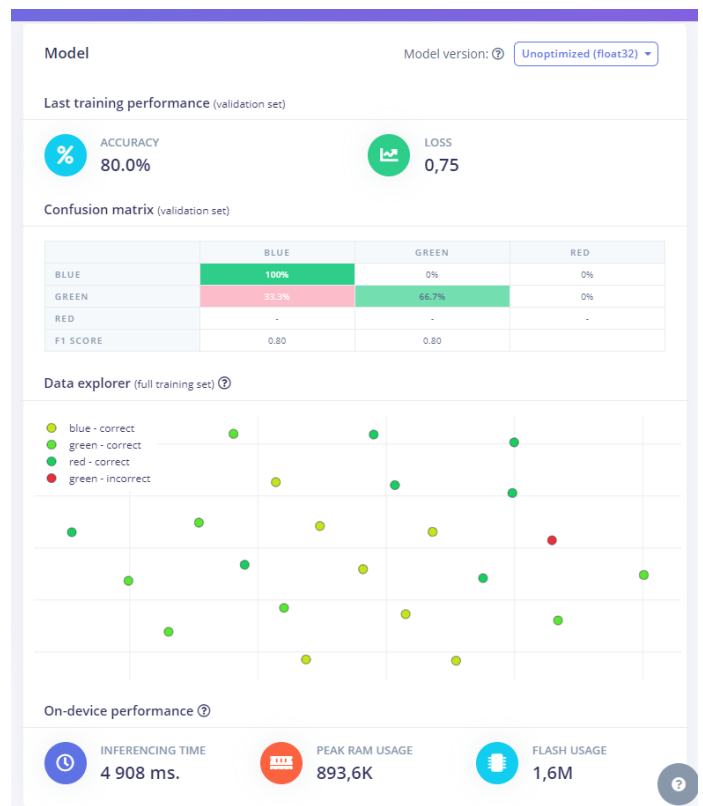 Model
Model version: ? Unoptimized (float32)
Last training performance (validation set)
% ACCURACY LOSS
80.0% 0,75
Confusion matrix (validation set)
BLUE GREEN RED
BLUE 100% 0% 0%
GREEN 33.3% 66.7% 0%
RED - - -
F1 SCORE 0.80 0.80
Data explorer (full training set) ?
blue - correct
green - correct
red - correct
green - incorrect
On-device performance ?
INFERENCING TIME PEAK RAM USAGE FLASH USAGE
4 908 ms. 893,6K 1,6M
?